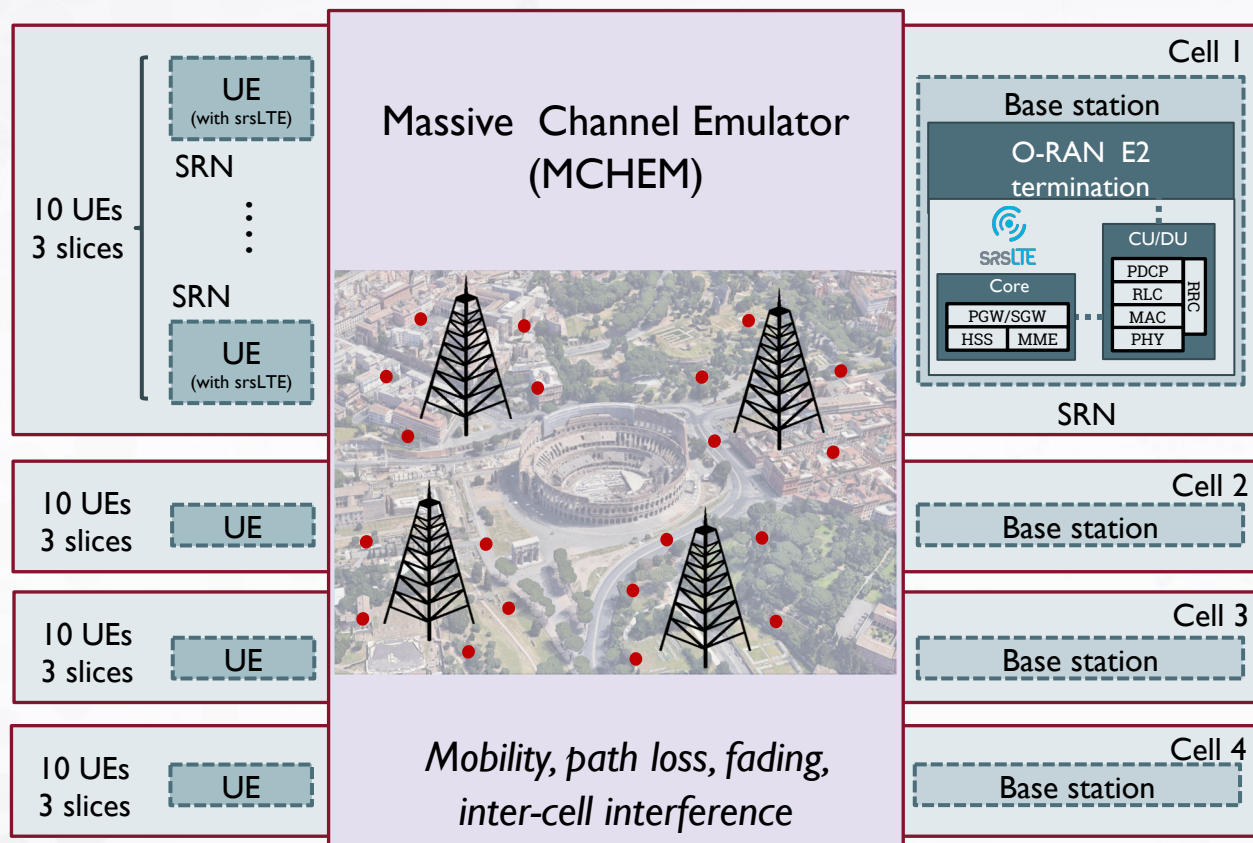 10 UEs
3 slices
UE
(with srsLTE)
SRN
SRN
UE
(with srsLTE)
Massive Channel Emulator
(MCHEM)
Cell 1
Base station
O-RAN E2
termination
SRSLTE
Core
PGW/SGW
HSS MME
CU/DU
PDCP
RLC
MAC
PHY
RRC
SRN
10 UEs
3 slices
UE
Cell 2
Base station
10 UEs
3 slices
UE
Cell 3
Base station
10 UEs
3 slices
UE
Cell 4
Base station
Mobility, path loss, fading,
inter-cell interference